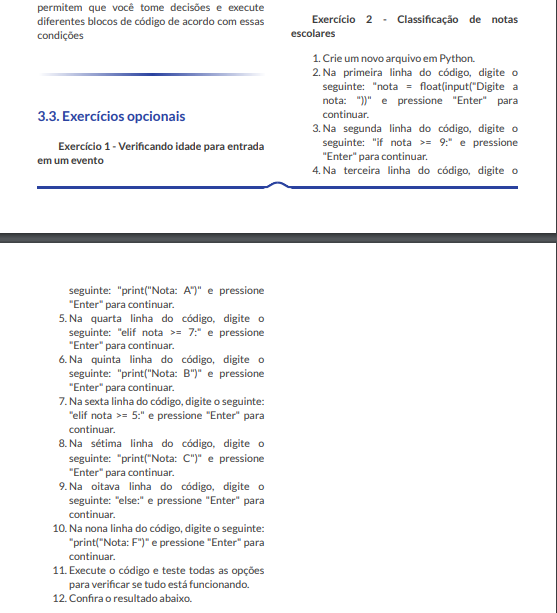 permitem que você tome decisões e execute
diferentes blocos de código de acordo com essas
condições
3.3. Exercícios opcionais
Exercício 1 - Verificando idade para entrada
em um evento
Exercício 2 - Classificação de notas
escolares
1. Crie um novo arquivo em Python.
2. Na primeira linha do código, digite o
seguinte: "nota = float(input("Digite a
nota: "))" e pressione "Enter" para
continuar.
3. Na segunda linha do código, digite o
seguinte: "if nota >= 9:" e pressione
"Enter" para continuar.
4. Na terceira linha do código, digite o
seguinte: "print("Nota: A")" e pressione
"Enter" para continuar.
5. Na quarta linha do código, digite o
seguinte: "elif nota >= 7:" e pressione
"Enter" para continuar.
6. Na quinta linha do código, digite o
seguinte: "print("Nota: B")" e pressione
"Enter" para continuar.
7. Na sexta linha do código, digite o seguinte:
"elif nota >= 5:" e pressione "Enter" para
continuar.
8. Na sétima linha do código, digite o
seguinte: "print("Nota: C")" e pressione
"Enter" para continuar.
9. Na oitava linha do código, digite o
seguinte: "else:" e pressione "Enter" para
continuar.
10. Na nona linha do código, digite o seguinte:
"print("Nota: F")" e pressione "Enter" para
continuar.
11. Execute o código e teste todas as opções
para verificar se tudo está funcionando.
12. Confira o resultado abaixo.